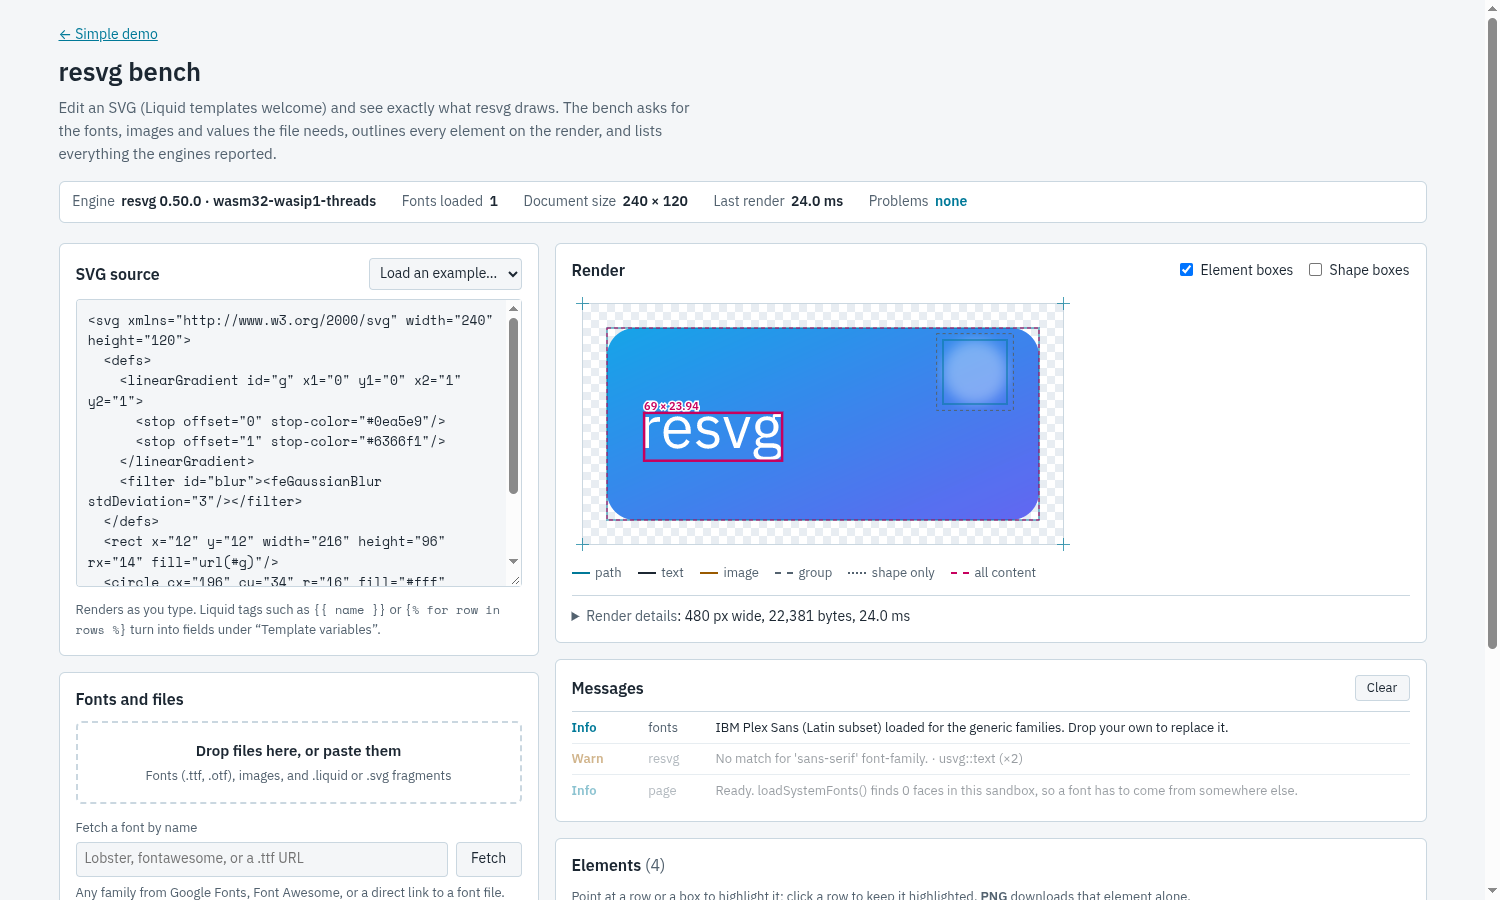 ← Simple demo
resvg bench
Edit an SVG (Liquid templates welcome) and see exactly what resvg draws. The bench asks for
the fonts, images and values the file needs, outlines every element on the render, and lists
everything the engines reported.
Engine resvg 0.50.0 · wasm32-wasip1-threads Fonts loaded 1 Document size 240 × 120 Last render 24.0 ms Problems none
SVG source
Load an example...
<svg xmlns="http://www.w3.org/2000/svg" width="240"
height="120">
<defs>
<linearGradient id="g" x1="0" y1="0" x2="1"
y2="1">
<stop offset="0" stop-color="#0ea5e9"/>
<stop offset="1" stop-color="#6366f1"/>
</linearGradient>
<filter id="blur"><feGaussianBlur
stdDeviation="3"/></filter>
</defs>
<rect x="12" y="12" width="216" height="96"
rx="14" fill="url(#g)"/>
<circle cx="196" cy="34" r="16" fill="#fff"
Renders as you type. Liquid tags such as {{ name }} or {% for row in
rows %} turn into fields under “Template variables”.
Fonts and files
Drop files here, or paste them
Fonts (.ttf, .otf), images, and .liquid or .svg fragments
Fetch a font by name
Lobster, fontawesome, or a .ttf URL
Fetch
Any family from Google Fonts, Font Awesome, or a direct link to a font file.
Render
Element boxes Shape boxes
69 × 23.94
resvg
path text image group shape only all content
▶ Render details: 480 px wide, 22,381 bytes, 24.0 ms
Messages
Clear
Info fonts IBM Plex Sans (Latin subset) loaded for the generic families. Drop your own to replace it.
Warn resvg No match for 'sans-serif' font-family. · usvg::text (×2)
Info page Ready. loadSystemFonts() finds 0 faces in this sandbox, so a font has to come from somewhere else.
Elements (4)
Point at a row or a box to highlight it; click a row to keep it highlighted. PNG downloads that element alone.